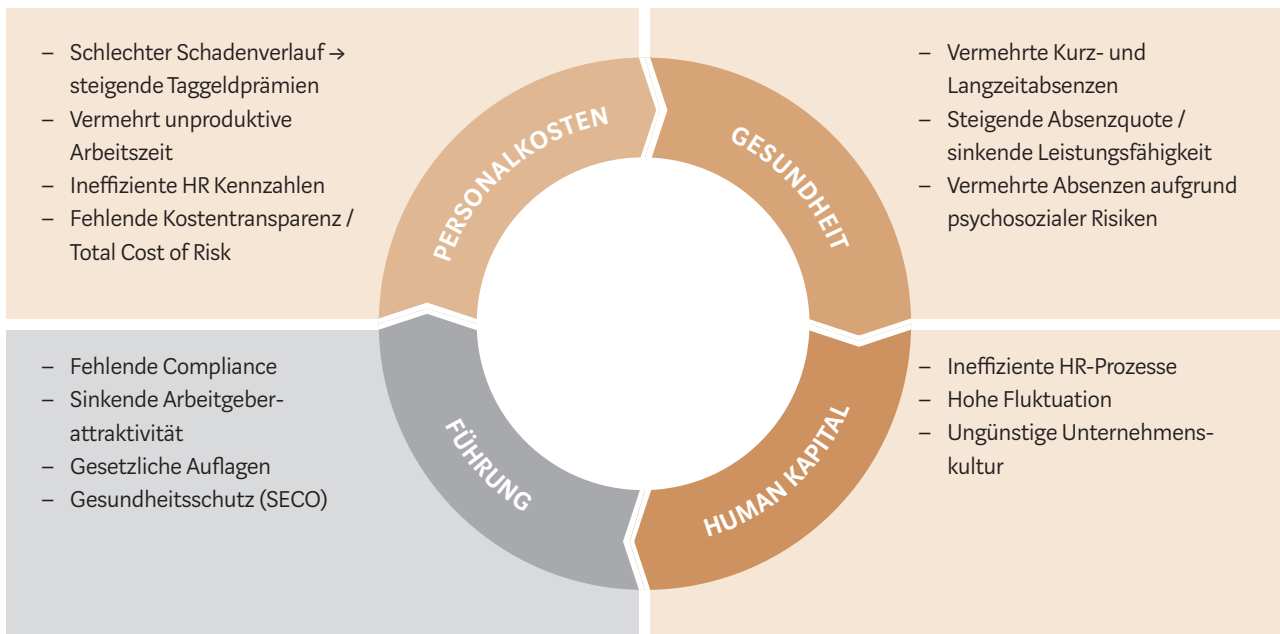 – Schlechter Schadenverlauf →
steigende Taggeldprämien
– Vermehrt unproduktive
Arbeitszeit
– Ineffiziente HR Kennzahlen
– Fehlende Kostentransparenz /
Total Cost of Risk
PERSONALKOSTEN
GESUNDHEIT
– Vermehrte Kurz- und
Langzeitabsenzen
– Steigende Absenzquote /
sinkende Leistungsfähigkeit
– Vermehrte Absenzen aufgrund
psychosozialer Risiken
– Fehlende Compliance
– Sinkende Arbeitgeber-
attraktivität
– Gesetzliche Auflagen
– Gesundheitsschutz (SECO)
FÜHRUNG
HUMAN KAPITAL
– Ineffiziente HR-Prozesse
– Hohe Fluktuation
– Ungünstige Unternehmens-
kultur